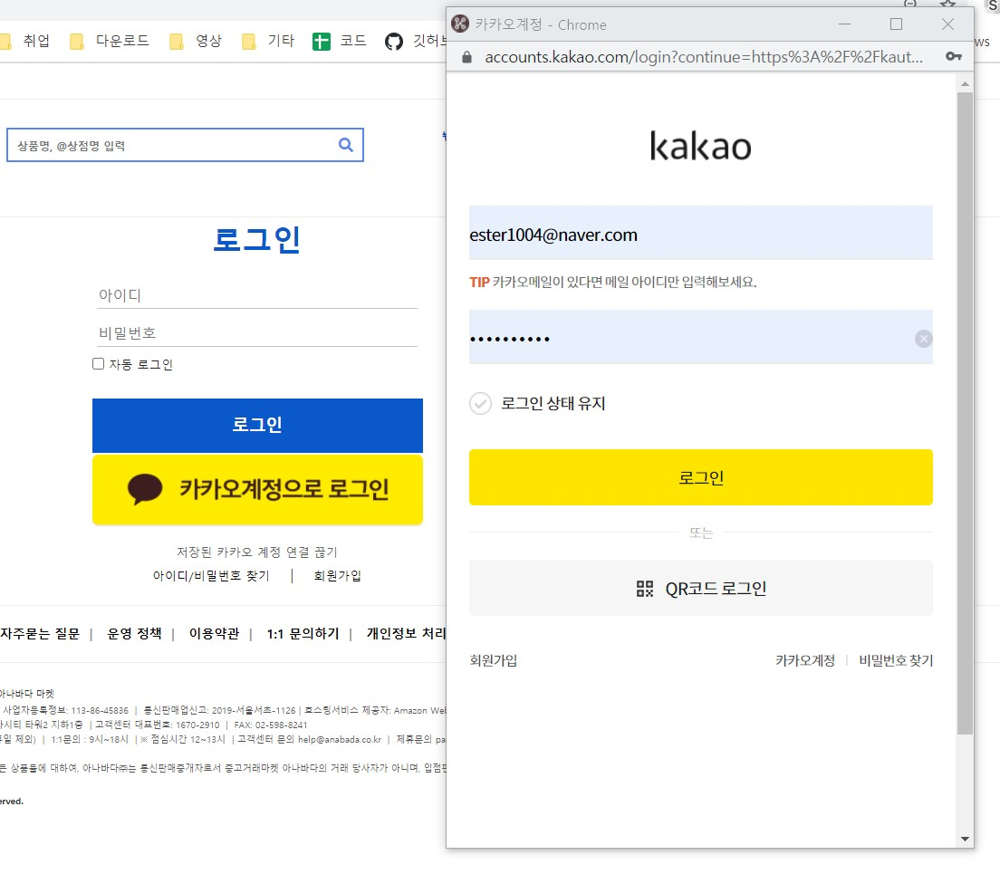 취업 다운로드 영상 기타 코드 깃허브
상품명, @상점명 입력
로그인
아이디
비밀번호
자동 로그인
로그인
카카오계정으로 로그인
저장된 카카오 계정 연결 끊기
아이디/비밀번호 찾기 | 회원가입
자주묻는 질문 | 운영 정책 | 이용약관 | 1:1 문의하기 | 개인정보 처리
아나바다 마켓
사업자등록정보: 113-86-45836 | 통신판매업신고: 2019-서울서초-1126 | 호스팅서비스 제공자: Amazon Web
타워2 지하1층 | 고객센터 대표번호: 1670-2910 | FAX: 02-598-8241
제외) | 1:1문의 : 9시~18시 | ※ 점심시간 12~13시 | 고객센터 문의 help@anabada.co.kr | 제휴문의 pa
든 상품들에 대하여, 아나바다㈜는 통신판매중개자로서 중고거래마켓 아나바다의 거래 당사자가 아니며, 입점판
erved.
카카오계정 - Chrome
accounts.kakao.com/login?continue=https%3A%2F%2Fkaut...
kakao
ester1004@naver.com
TIP 카카오메일이 있다면 메일 아이디만 입력해보세요.
••••••••••
로그인 상태 유지
로그인
또는
QR코드 로그인
회원가입 카카오계정 | 비밀번호 찾기
S
ws